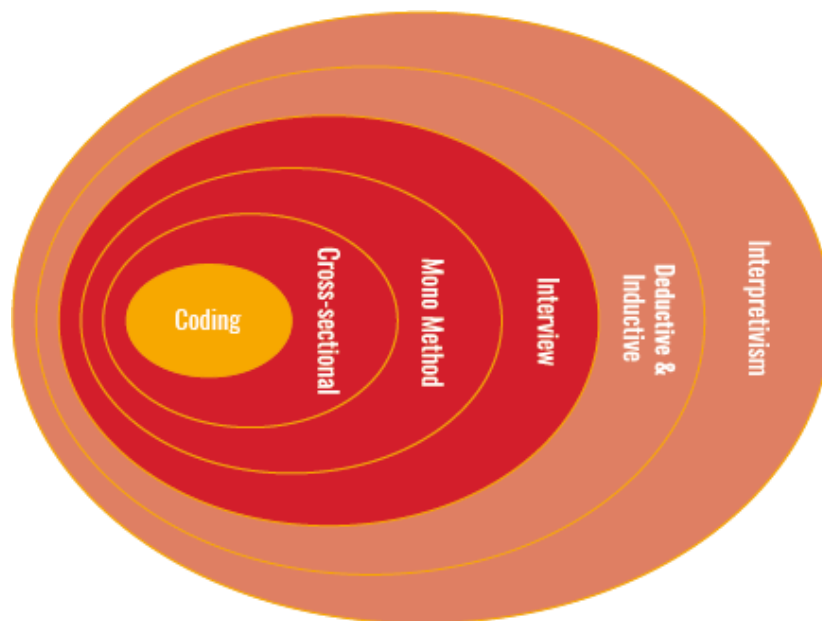 Coding
Cross-sectional
Mono Method
Interview
Deductive &
Inductive
Interpretivism